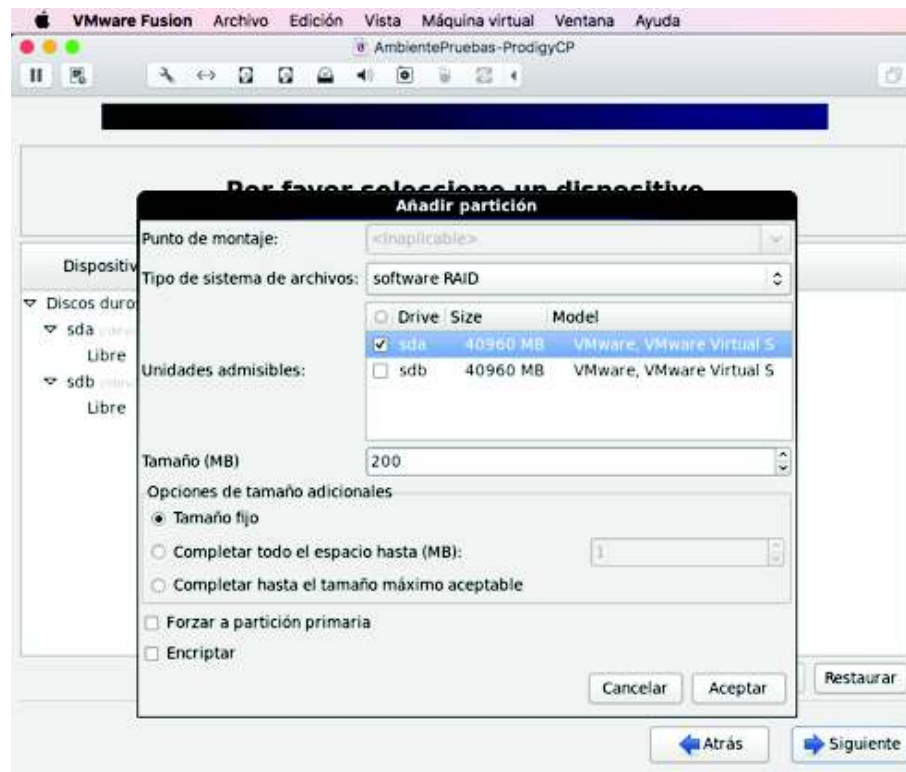 VMware Fusion Archivo Edición Vista Máquina virtual Ventana Ayuda
AmbientePruebas-ProdigyCP
Por favor seleccione un dispositivo
Añadir partición
Punto de montaje: <Inaplicable>
Dispositiv
Tipo de sistema de archivos: software RAID
Discos duro
Drive Size Model
sda
sda 40960 MB VMware, VMware Virtual S
Libre
Unidades admisibles:
sdb 40960 MB VMware, VMware Virtual S
sdb
Libre
Tamaño (MB) 200
Opciones de tamaño adicionales
Tamaño fijo
Completar todo el espacio hasta (MB): 1
Completar hasta el tamaño máximo aceptable
Forzar a partición primaria
Encriptar
Cancelar Aceptar
Restaurar
Atrás Siguiente